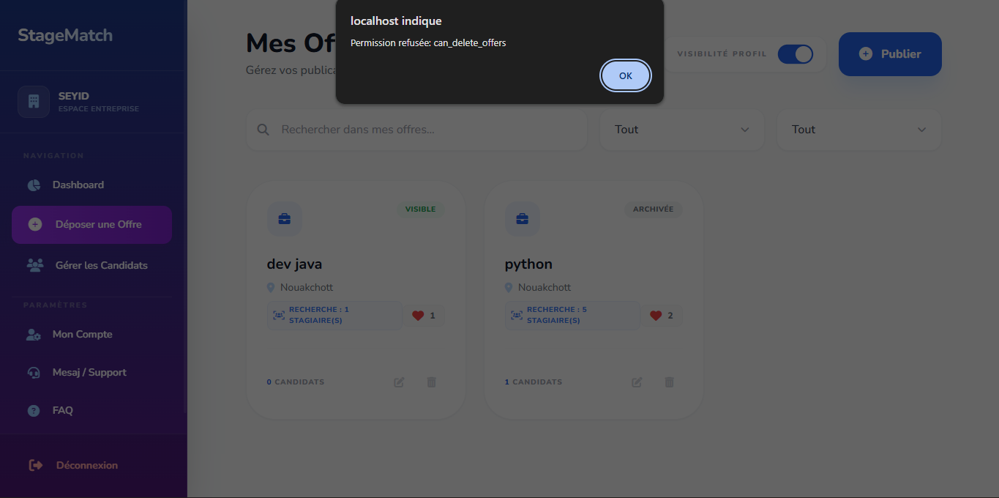 StageMatch
SEYID
ESPACE ENTREPRISE
NAVIGATION
Dashboard
Déposer une Offre
Gérer les Candidats
PARAMÈTRES
Mon Compte
Mesaj / Support
FAQ
Déconnexion
localhost indique
Permission refusée: can_delete_offers
OK
Mes Of
Gérez vos publica
VISIBILITÉ PROFIL
Publier
Rechercher dans mes offres...
Tout
Tout
VISIBLE
dev java
Nouakchott
RECHERCHE : 1
STAGIAIRE(S)
1
0 CANDIDATS
ARCHIVÉE
python
Nouakchott
RECHERCHE : 5
STAGIAIRE(S)
2
1 CANDIDATS